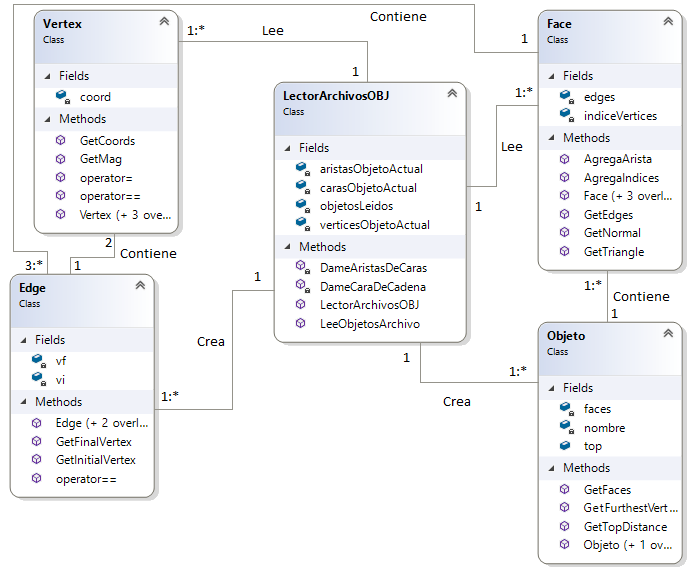 Contiene
1
Vertex
Class
Fields
coord
Methods
GetCoords
GetMag
operator=
operator==
Vertex (+ 3 ove...
1:*
Lee
1
LectorArchivosOBJ
Class
Fields
aristasObjetoActual
carasObjetoActual
objetosLeidos
verticesObjetoActual
Methods
DameAristasDeCaras
DameCaraDeCadena
LectorArchivosOBJ
LeeObjetosArchivo
Face
Class
Fields
edges
indiceVertices
Methods
AgregaArista
AgregaIndices
Face (+ 3 overl...
GetEdges
GetNormal
GetTriangle
1:*
Lee
1
2
Contiene
1
3:*
Edge
Class
Fields
vf
vi
Methods
Edge (+ 2 overl...
GetFinalVertex
GetInitialVertex
operator==
1
Crea
1:*
1:*
Contiene
1
Objeto
Class
Fields
faces
nombre
top
Methods
GetFaces
GetFurthestVert...
GetTopDistance
Objeto (+ 1 ov...
1
1:*
Crea